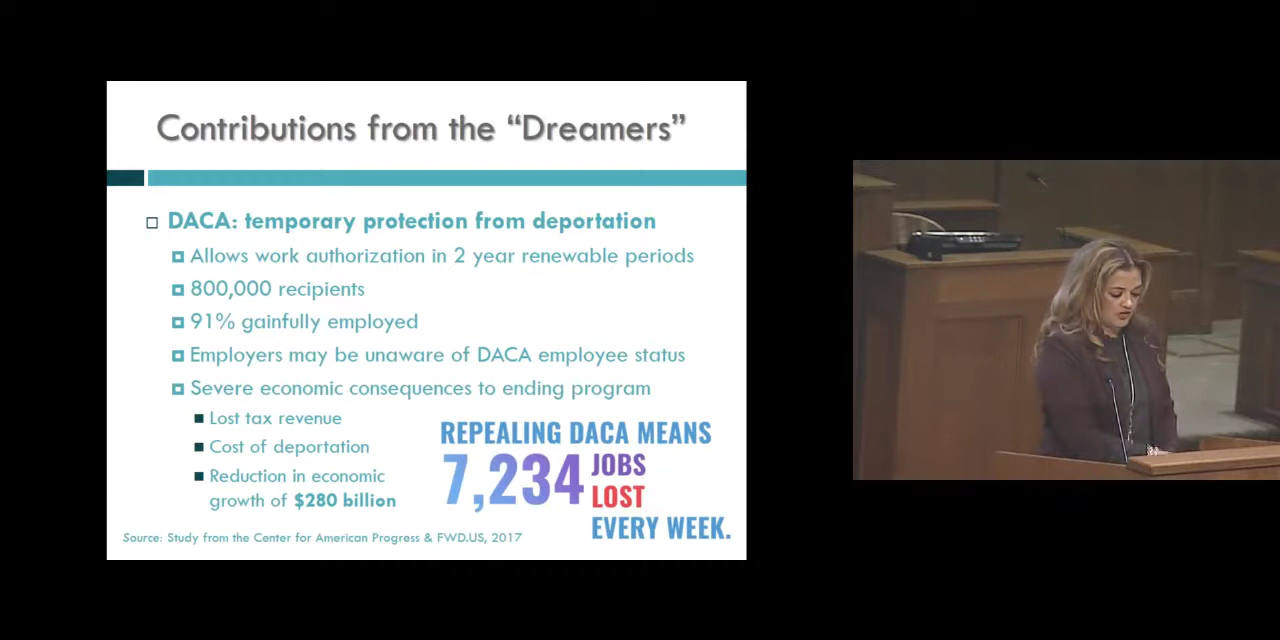 Contributions from the “Dreamers”
DACA: temporary protection from deportation
Allows work authorization in 2 year renewable periods
800,000 recipients
91% gainfully employed
Employers may be unaware of DACA employee status
Severe economic consequences to ending program
Lost tax revenue
Cost of deportation
Reduction in economic
growth of $280 billion
REPEALING DACA MEANS
7,234 JOBS
LOST
EVERY WEEK.
Source: Study from the Center for American Progress & FWD.US, 2017